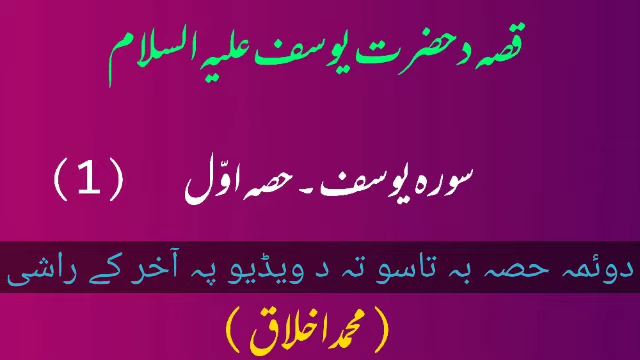 قصہ د حضرت یوسف علیہ السلام
سورہ یوسف ۔ حصہ اوّل (1)
دوئمہ حصہ بہ تاسو تہ د ویڈیو پہ آخر کے راشی
(محمد اخلاق)